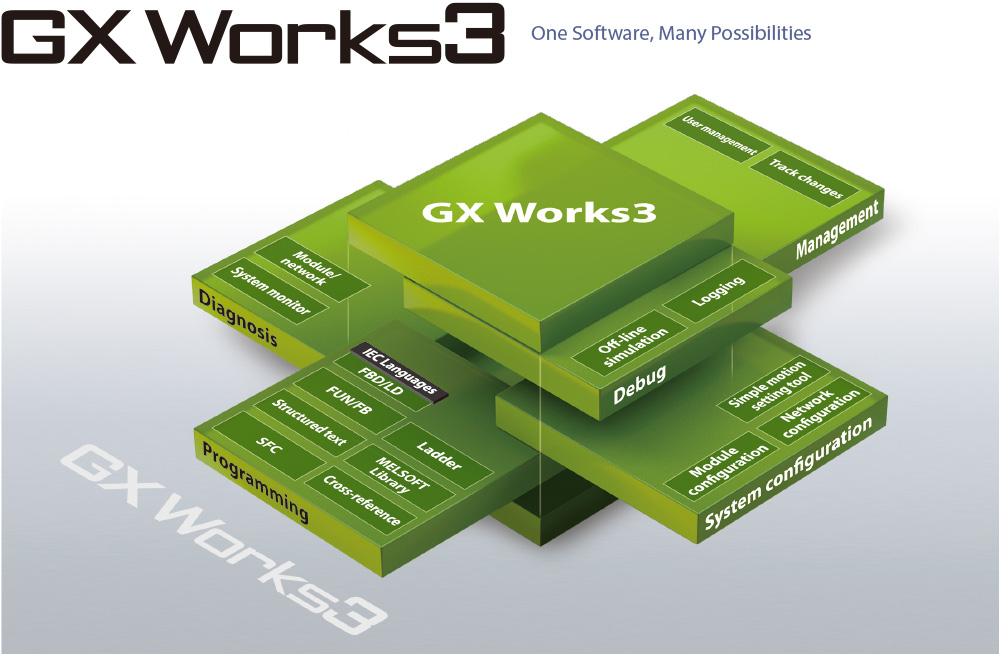 GX Works3
One Software, Many Possibilities
User management
Track changes
Management
GX Works3
Module/
network
System monitor
Diagnosis
Logging
Off-line
simulation
Debug
IEC Languages
FBD/LD
FUN/FB
Structured text
SFC
Ladder
MELSOFT
Library
Cross-reference
Programming
Simple motion
setting tool
Network
configuration
Module
configuration
System configuration
GX Works3